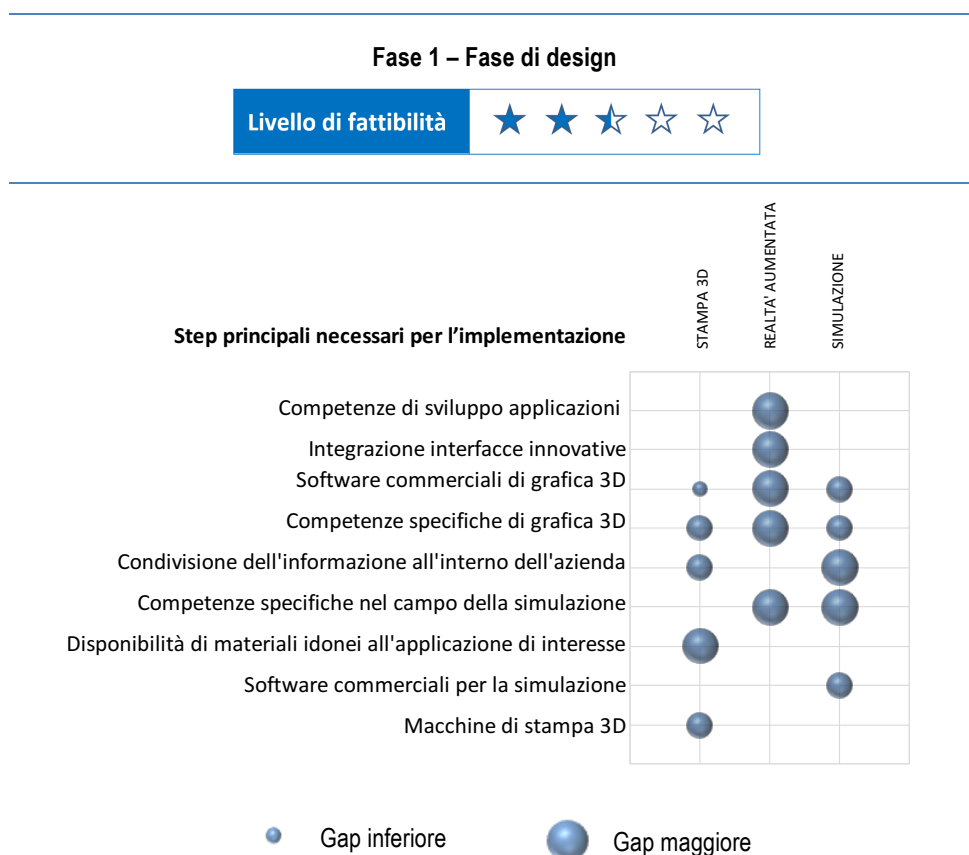 Fase 1 – Fase di design
Livello di fattibilità
STAMPA 3D
REALTA' AUMENTATA
SIMULAZIONE
Step principali necessari per l’implementazione
Competenze di sviluppo applicazioni
Integrazione interfacce innovative
Software commerciali di grafica 3D
Competenze specifiche di grafica 3D
Condivisione dell'informazione all'interno dell'azienda
Competenze specifiche nel campo della simulazione
Disponibilità di materiali idonei all'applicazione di interesse
Software commerciali per la simulazione
Macchine di stampa 3D
Gap inferiore
Gap maggiore